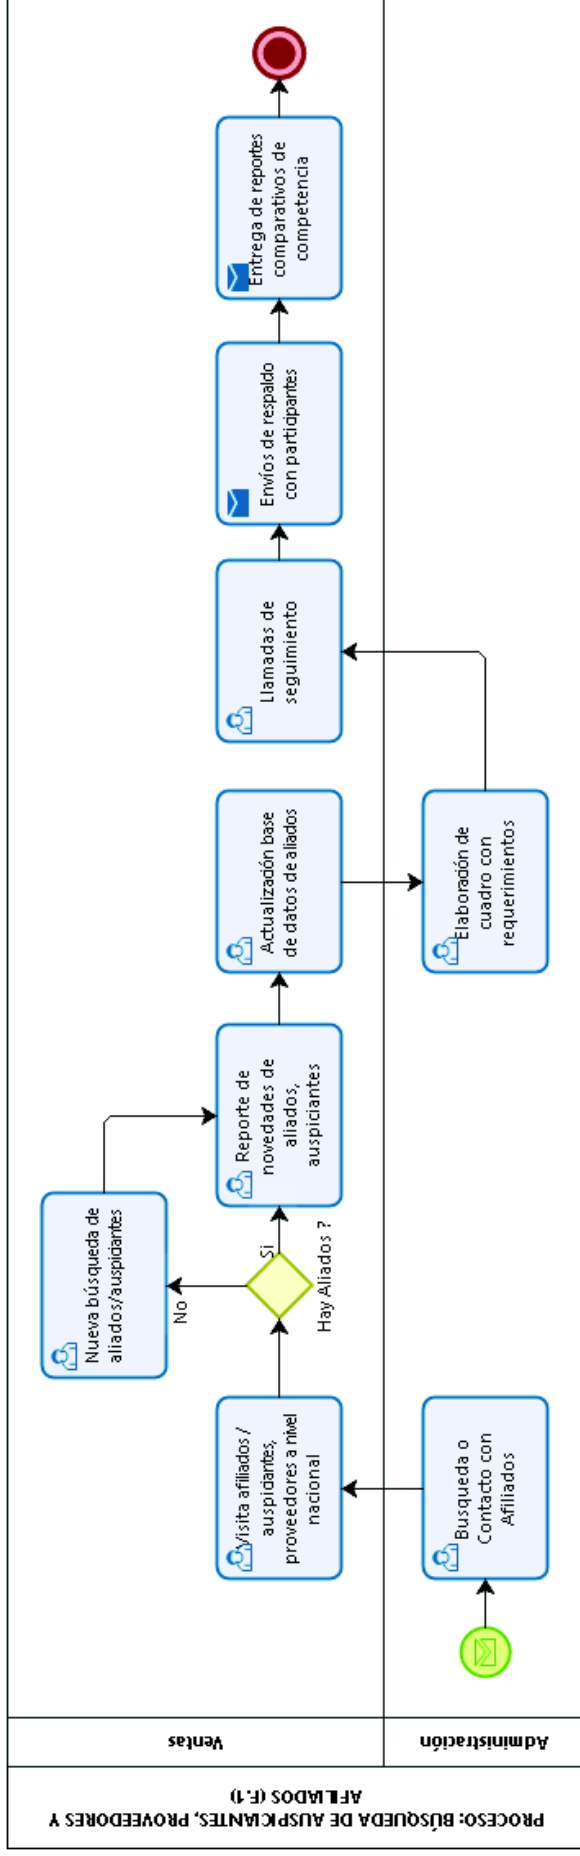 PROCESO: BÚSQUEDA DE AUSPICIANTES, PROVEEDORES Y
AFILIADOS (F.1)
Ventas
Administración
Busqueda o
Contacto con
Afiliados
Visita afiliados /
auspiciantes,
proveedores a nivel
nacional
Hay Aliados ?
No
Si
Nueva búsqueda de
aliados/auspiciantes
Reporte de
novedades de
aliados,
auspiciantes
Actualización base
de datos de aliados
Elaboración de
cuadro con
requerimientos
Llamadas de
seguimiento
Envíos de respaldo
con participantes
Entrega de reportes
comparativos de
competencia